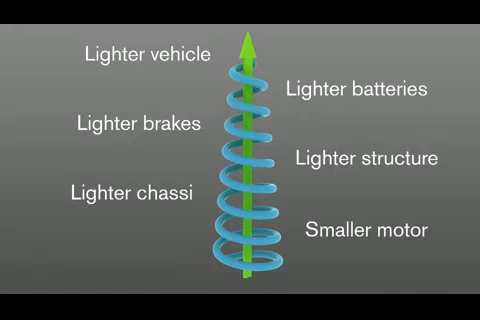 Lighter vehicle
Lighter batteries
Lighter brakes
Lighter structure
Lighter chassi
Smaller motor